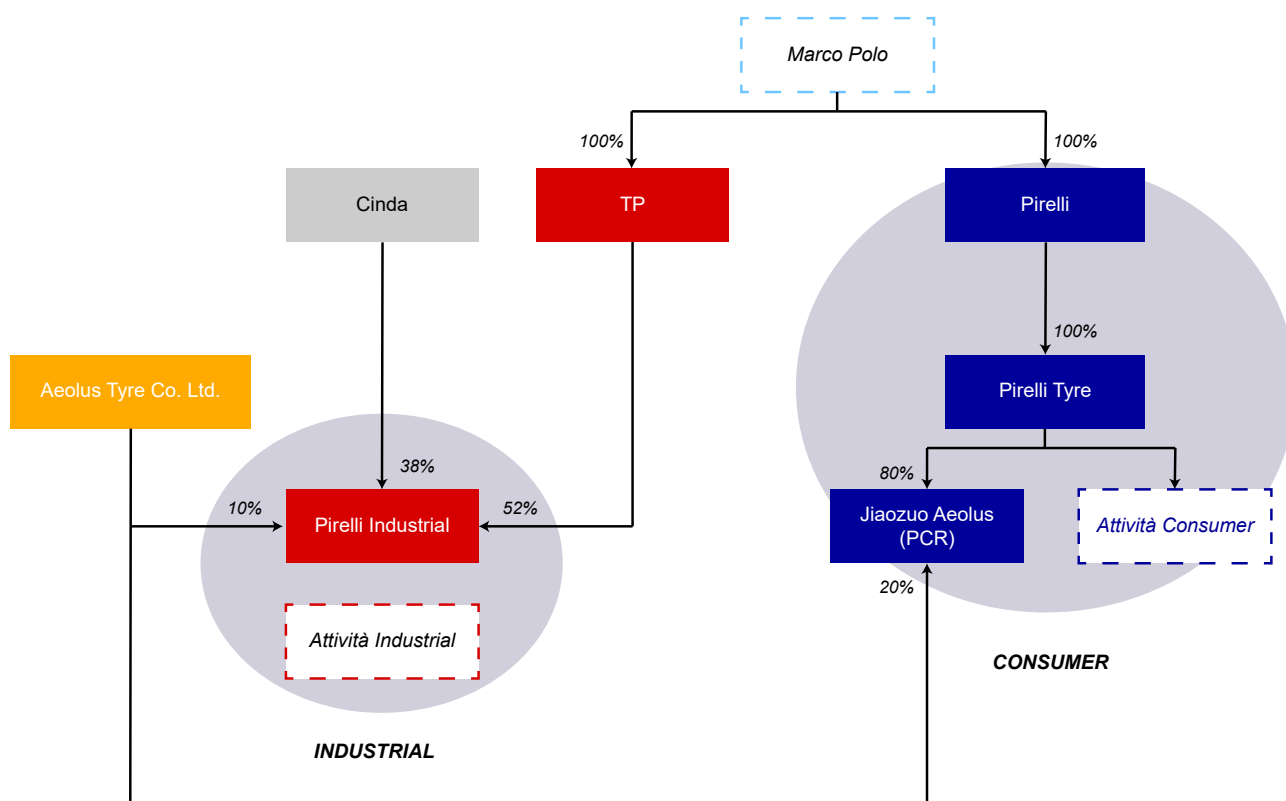 Marco Polo
100%
100%
Cinda
TP
Pirelli
100%
Aeolus Tyre Co. Ltd.
Pirelli Tyre
38%
80%
10%
52%
Pirelli Industrial
Jiaozuo Aeolus
(PCR)
Attività Consumer
20%
Attività Industrial
CONSUMER
INDUSTRIAL